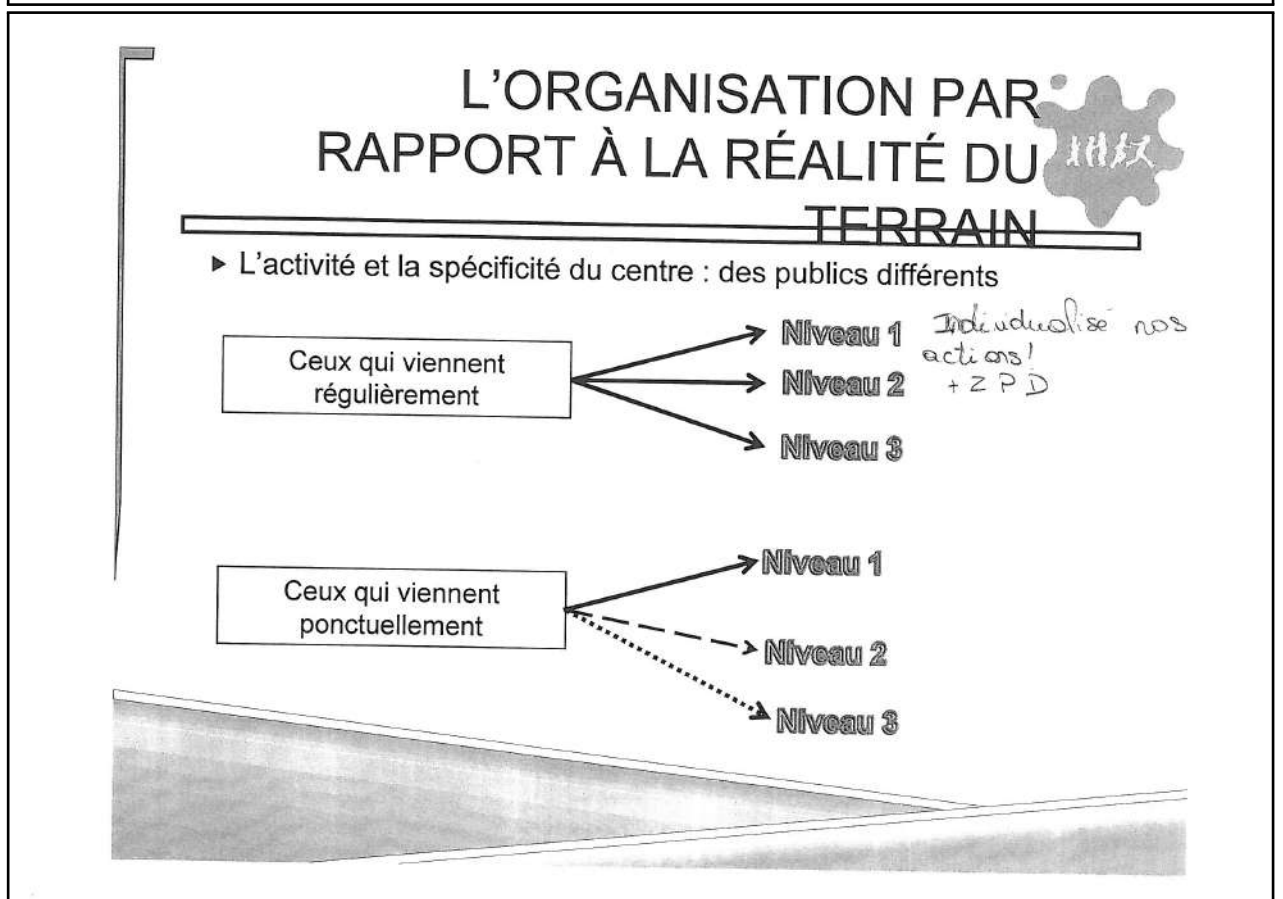 L'ORGANISATION PAR
RAPPORT À LA RÉALITÉ DU
TERRAIN
► L'activité et la spécificité du centre : des publics différents
Ceux qui viennent
régulièrement
Niveau 1
Niveau 2
Niveau 3
Individualisé nos
actions!
+ Z P D
Ceux qui viennent
ponctuellement
Niveau 1
Niveau 2
Niveau 3